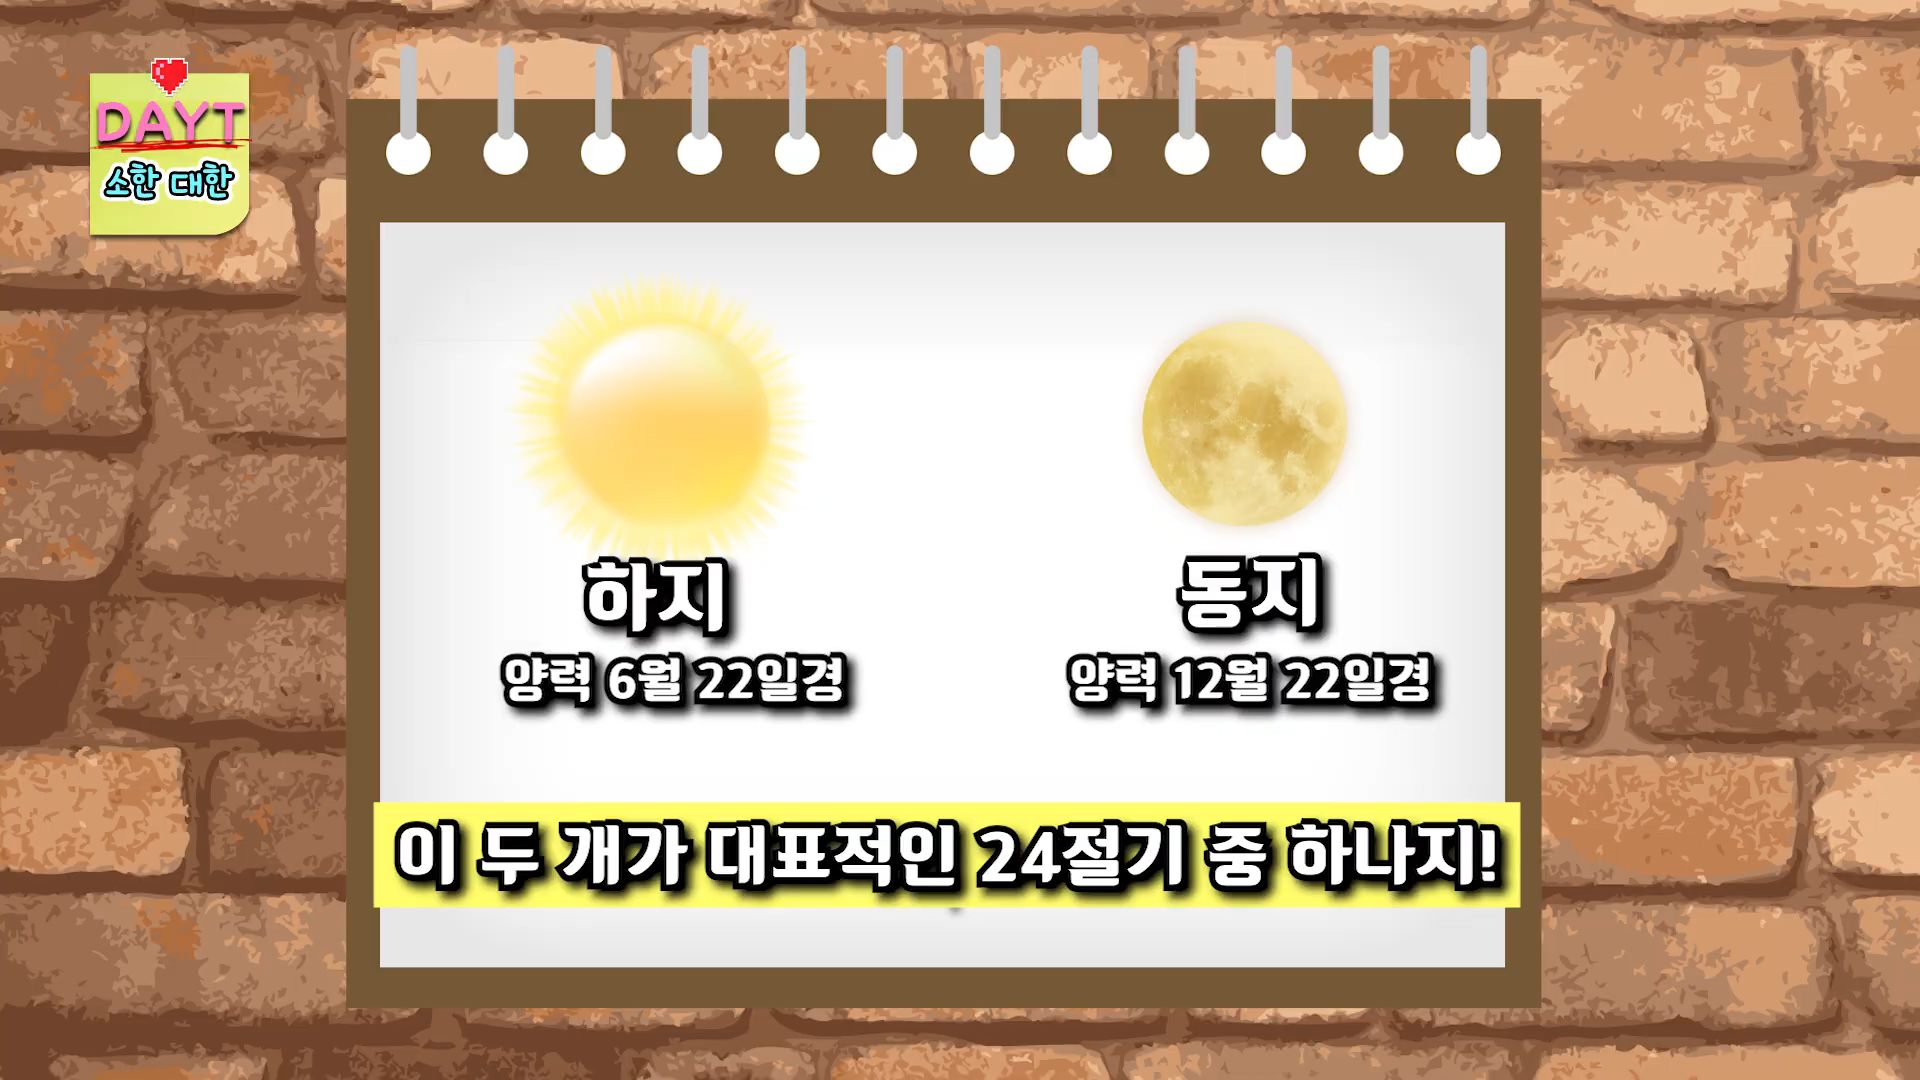 DAYT
소한 대한
하지
양력 6월 22일경
동지
양력 12월 22일경
이 두 개가 대표적인 24절기 중 하나지!